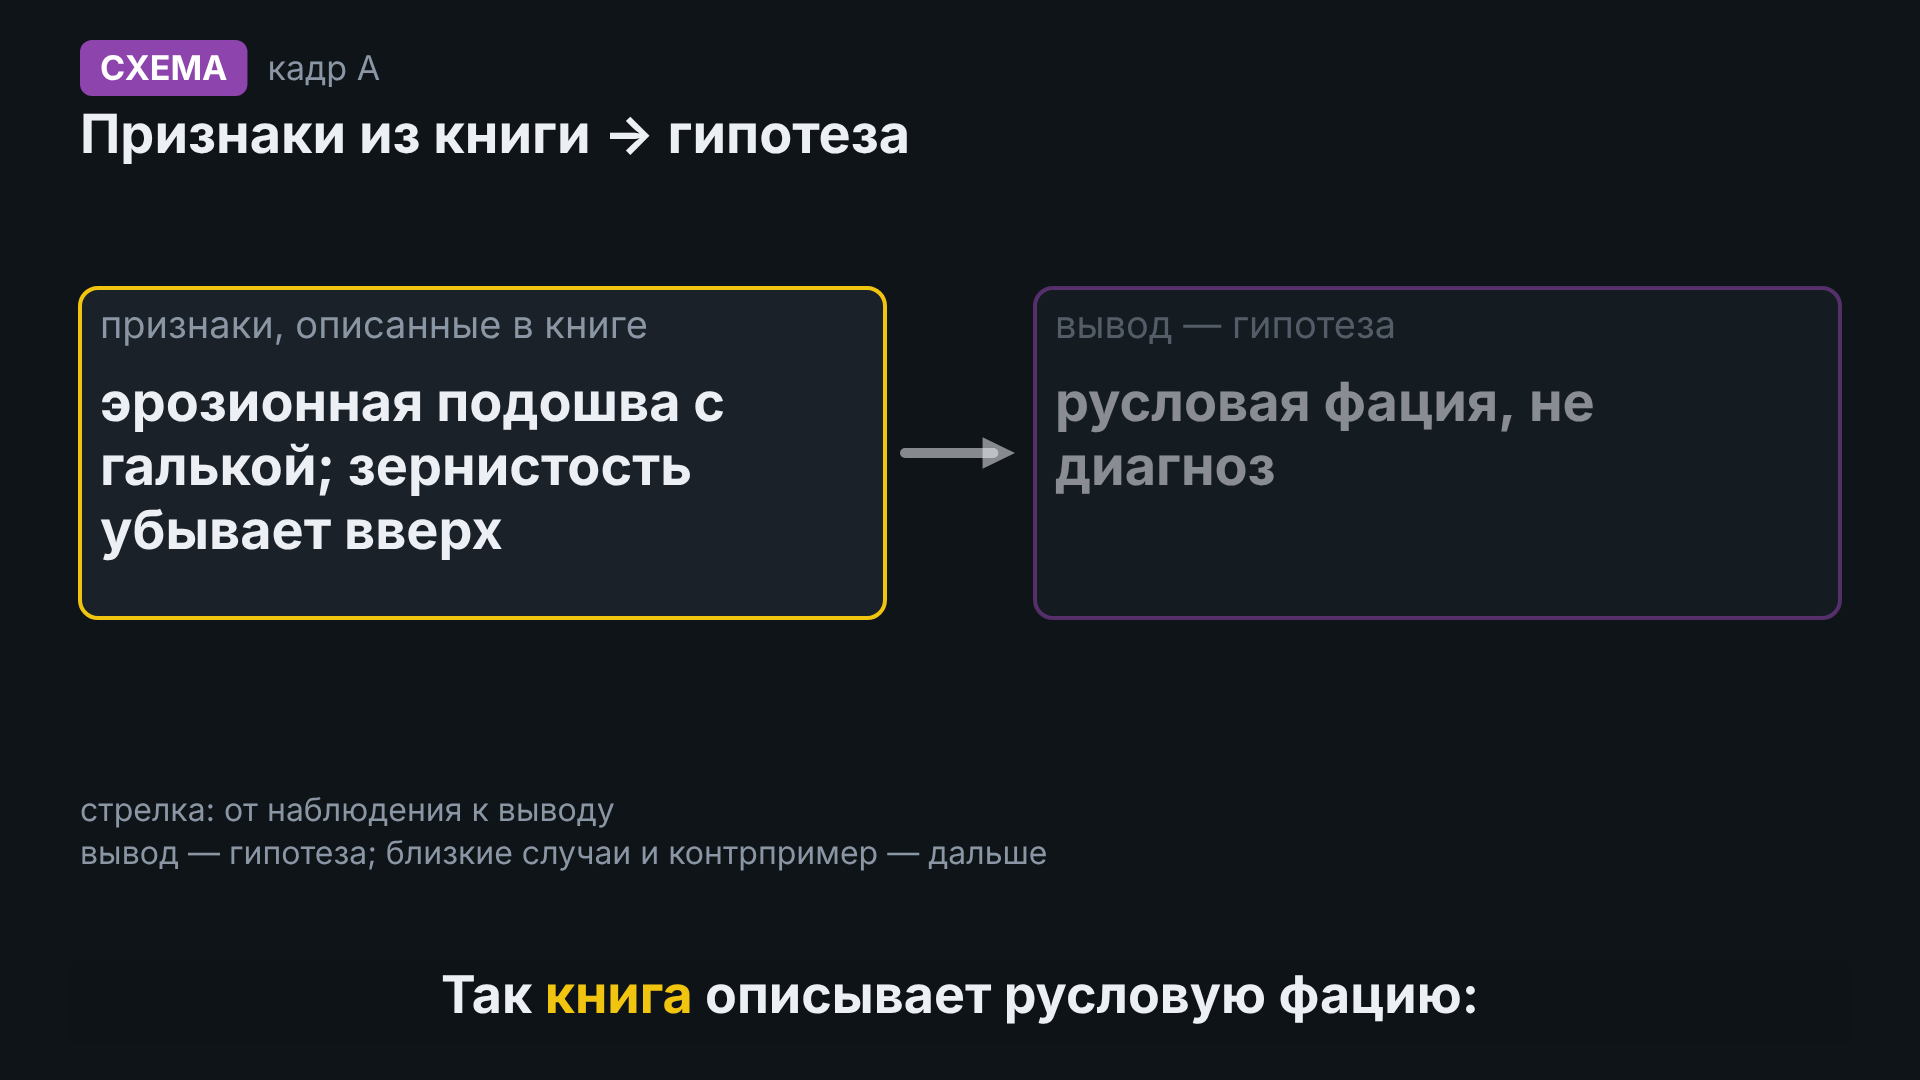 СХЕМА кадр А
Признаки из книги → гипотеза
признаки, описанные в книге
эрозионная подошва с
галькой; зернистость
убывает вверх
вывод — гипотеза
русловая фация, не
диагноз
стрелка: от наблюдения к выводу
вывод — гипотеза; близкие случаи и контрпример — дальше
Так книга описывает русловую фацию: